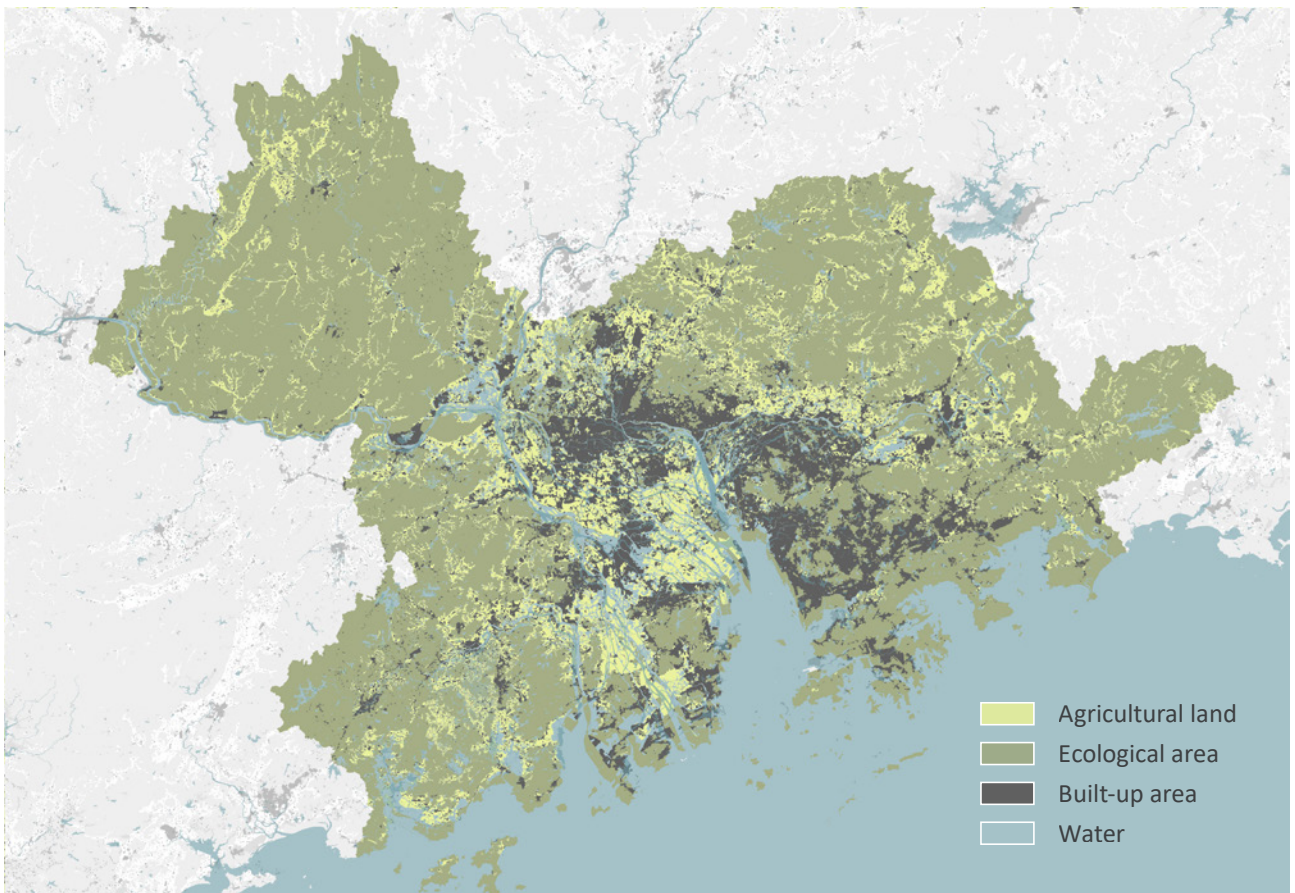 Agricultural land
Ecological area
Built-up area
Water